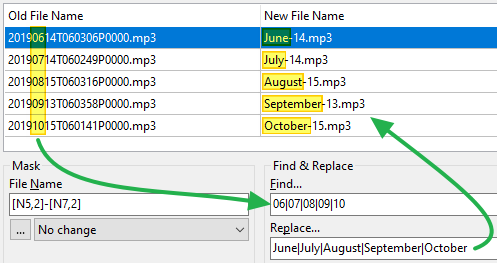 Old File Name New File Name
20190614T060306P0000.mp3 June-14.mp3
20190714T060249P0000.mp3 July-14.mp3
20190815T060316P0000.mp3 August-15.mp3
20190913T060358P0000.mp3 September-13.mp3
20191015T060141P0000.mp3 October-15.mp3
Mask Find & Replace
File Name Find...
[N5,2]-[N7,2] 06|07|08|09|10
... No change Replace...
June|July|August|September|October